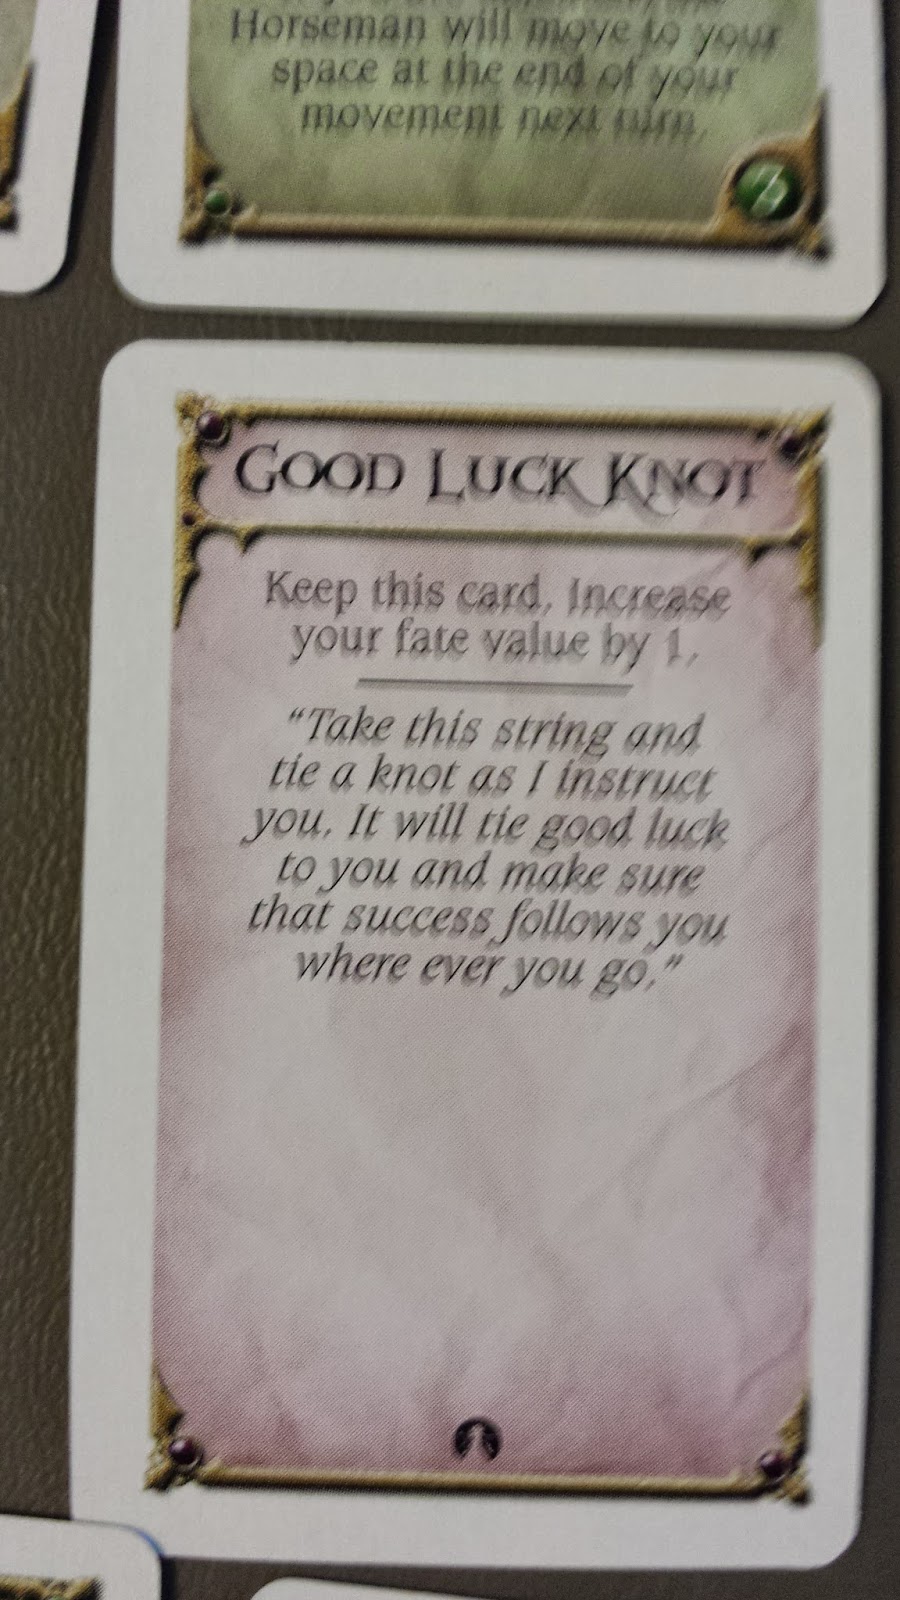 Horseman will move to your
space at the end of your
movement next turn.
GOOD LUCK KNOT
Keep this card. Increase
your fate value by 1.
“Take this string and
tie a knot as I instruct
you. It will tie good luck
to you and make sure
that success follows you
where ever you go.”